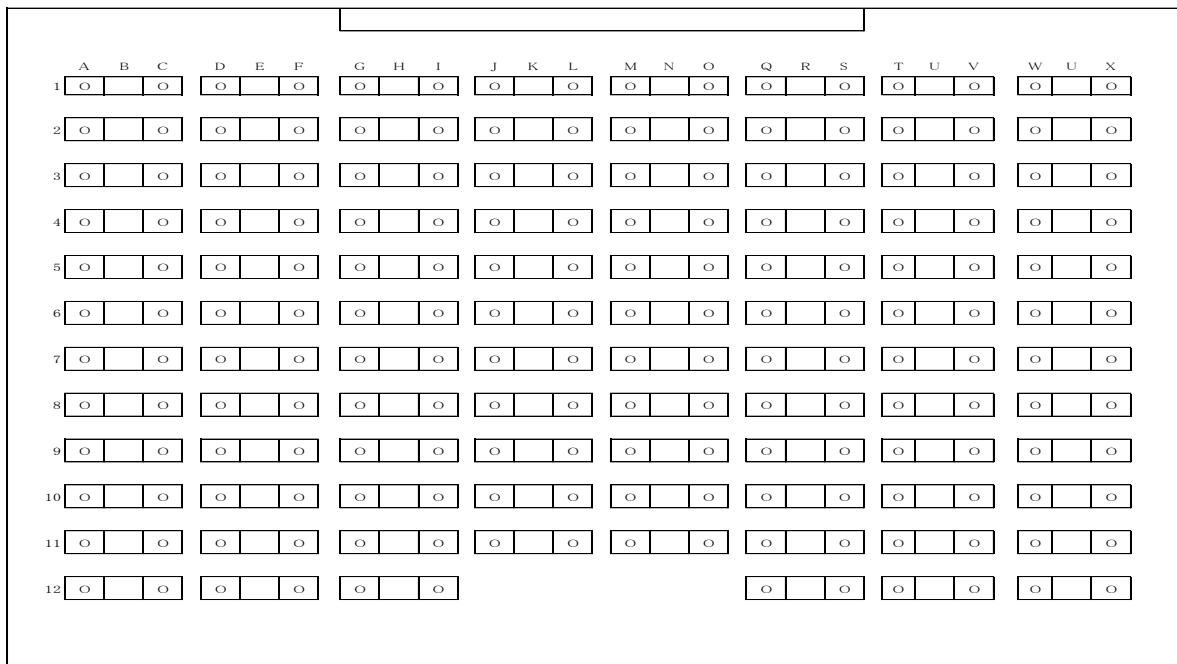 A B C D E F G H I J K L M N O Q R S T U V W U X
1 O O O O O O O O O O O O O O O O
2 O O O O O O O O O O O O O O O O
3 O O O O O O O O O O O O O O O O
4 O O O O O O O O O O O O O O O O
5 O O O O O O O O O O O O O O O O
6 O O O O O O O O O O O O O O O O
7 O O O O O O O O O O O O O O O O
8 O O O O O O O O O O O O O O O O
9 O O O O O O O O O O O O O O O O
10 O O O O O O O O O O O O O O O O
11 O O O O O O O O O O O O O O O O
12 O O O O O O O O O O O O